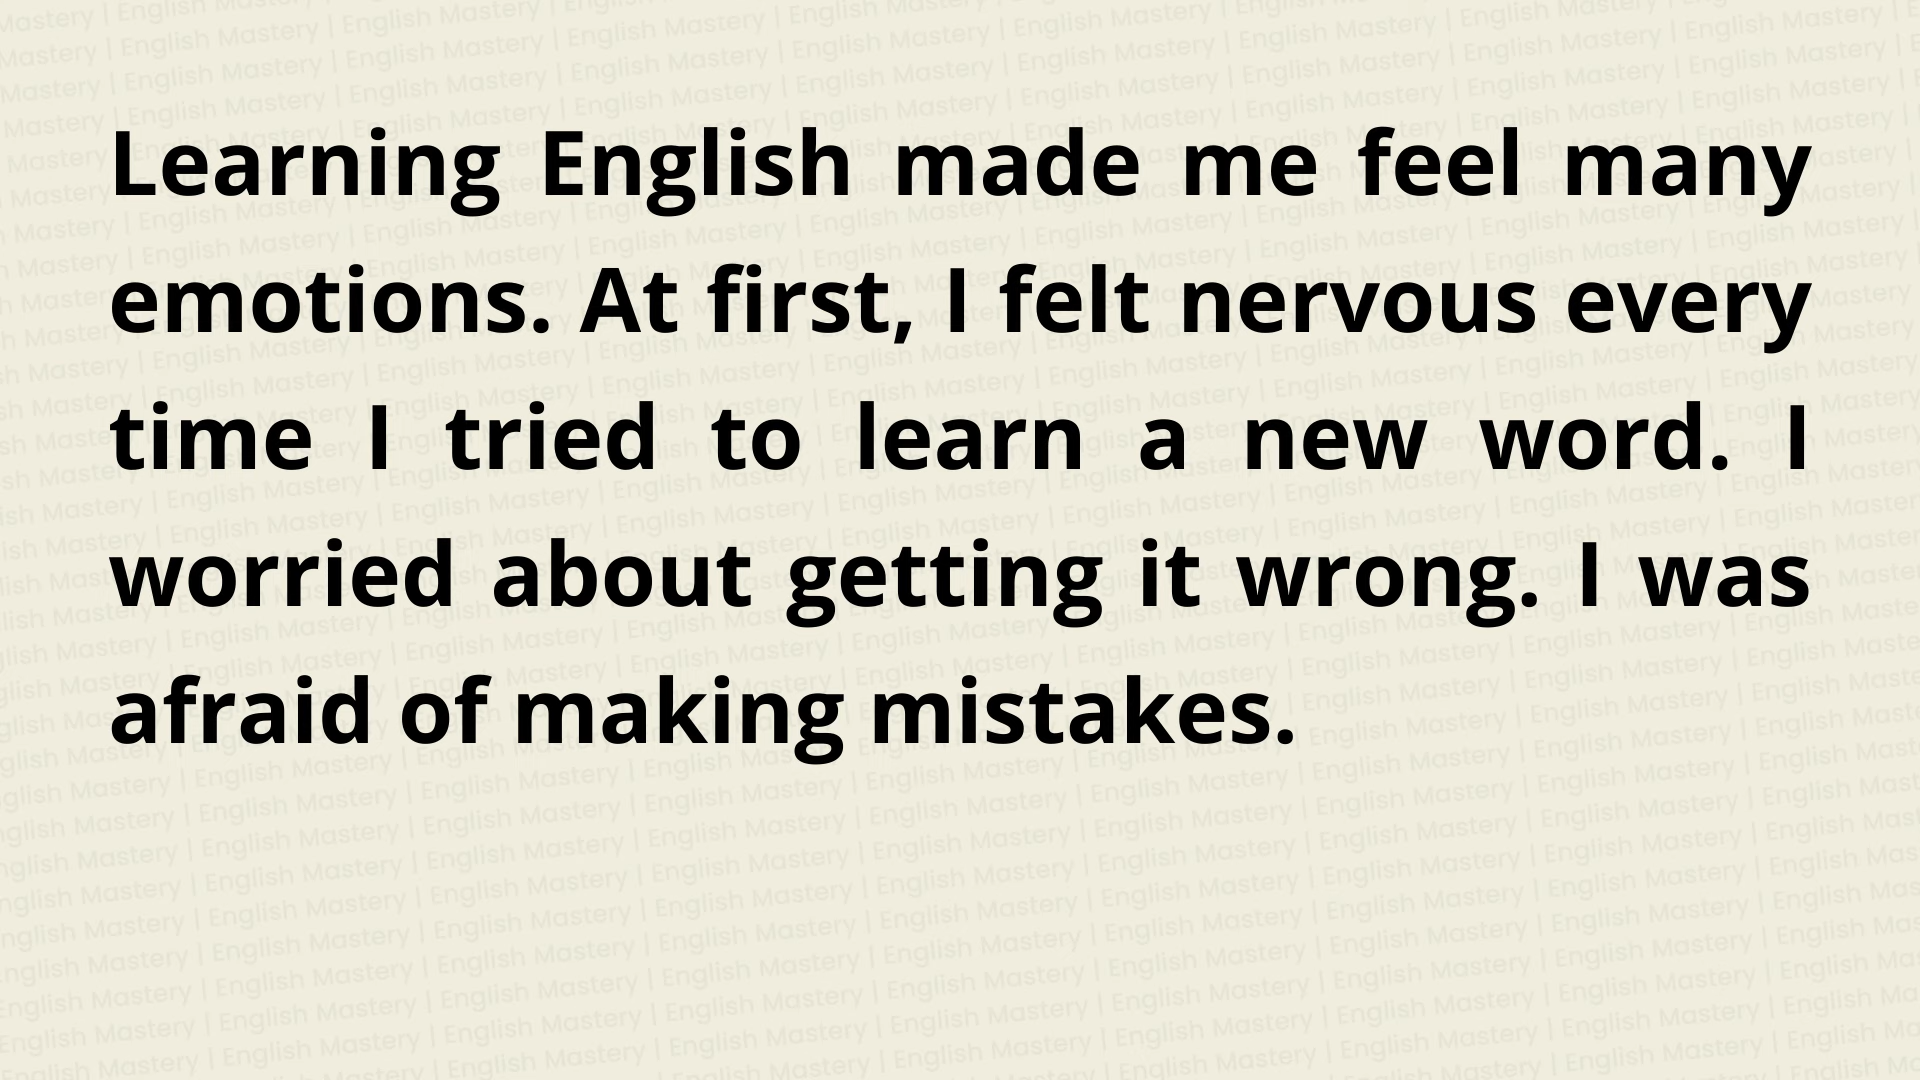 Learning English made me feel many
emotions. At first, I felt nervous every
time I tried to learn a new word. I
worried about getting it wrong. I was
afraid of making mistakes.